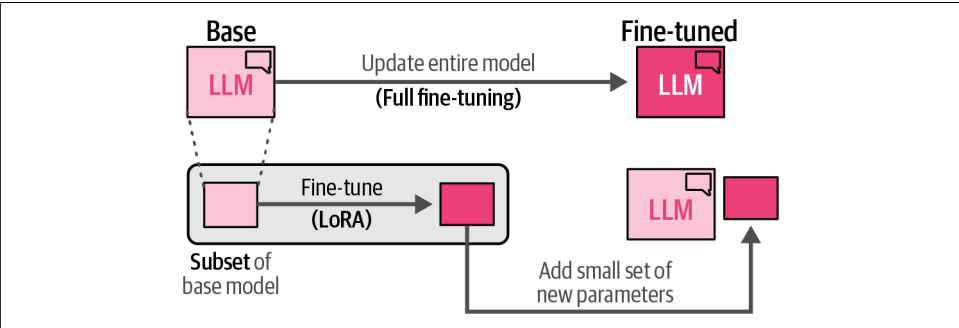 Base
Fine-tuned
LLM
Update entire model
(Full fine-tuning)
LLM
Fine-tune
(LoRA)
LLM
Subset of
base model
Add small set of
new parameters